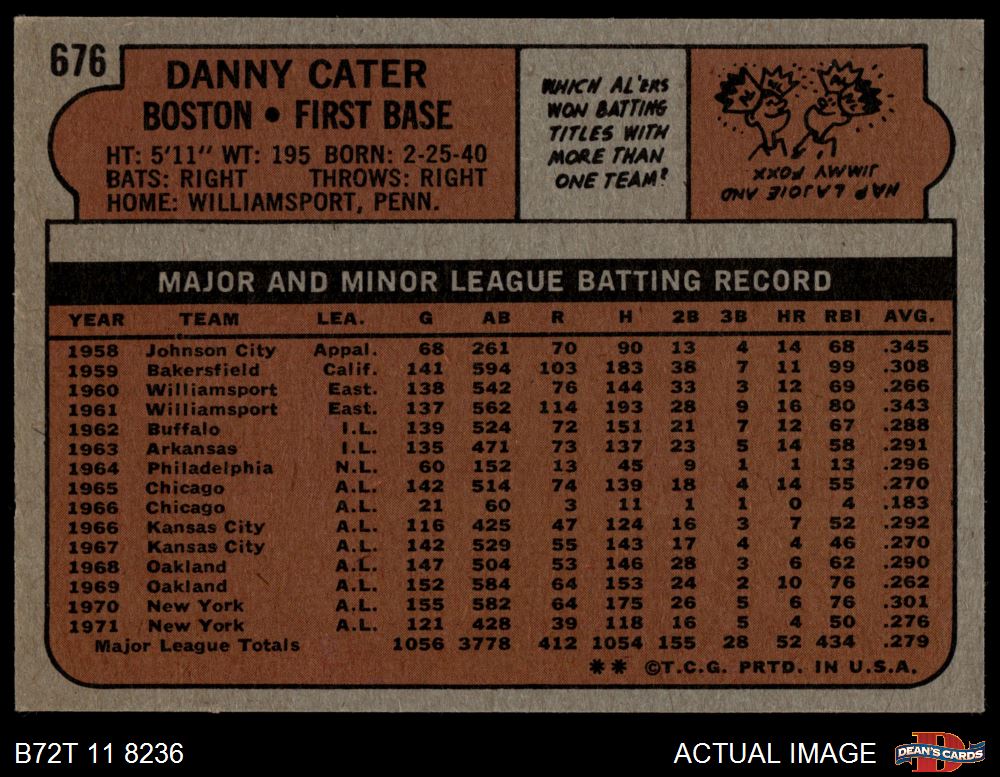 676
DANNY CATER
BOSTON • FIRST BASE
HT: 5'11" WT: 195 BORN: 2-25-40
BATS: RIGHT THROWS: RIGHT
HOME: WILLIAMSPORT, PENN.
WHICH AL'ERS
WON BATTING
TITLES WITH
MORE THAN
ONE TEAM?
NAP LAJOIE AND
JIMMY FOXX
MAJOR AND MINOR LEAGUE BATTING RECORD
YEAR TEAM LEA. G AB R H 2B 3B HR RBI AVG.
1958 Johnson City Appal. 68 261 70 90 13 4 14 68 .345
1959 Bakersfield Calif. 141 594 103 183 38 7 11 99 .308
1960 Williamsport East. 138 542 76 144 33 3 12 69 .266
1961 Williamsport East. 137 562 114 193 28 9 16 80 .343
1962 Buffalo I.L. 139 524 72 151 21 7 12 67 .288
1963 Arkansas I.L. 135 471 73 137 23 5 14 58 .291
1964 Philadelphia N.L. 60 152 13 45 9 1 1 13 .296
1965 Chicago A.L. 142 514 74 139 18 4 14 55 .270
1966 Chicago A.L. 21 60 3 11 1 1 0 4 .183
1966 Kansas City A.L. 116 425 47 124 16 3 7 52 .292
1967 Kansas City A.L. 142 529 55 143 17 4 4 46 .270
1968 Oakland A.L. 147 504 53 146 28 3 6 62 .290
1969 Oakland A.L. 152 584 64 153 24 2 10 76 .262
1970 New York A.L. 155 582 64 175 26 5 6 76 .301
1971 New York A.L. 121 428 39 118 16 5 4 50 .276
Major League Totals 1056 3778 412 1054 155 28 52 434 .279
** ©T.C.G. PRTD. IN U.S.A.
B72T 11 8236
ACTUAL IMAGE
D
DEAN'S CARDS